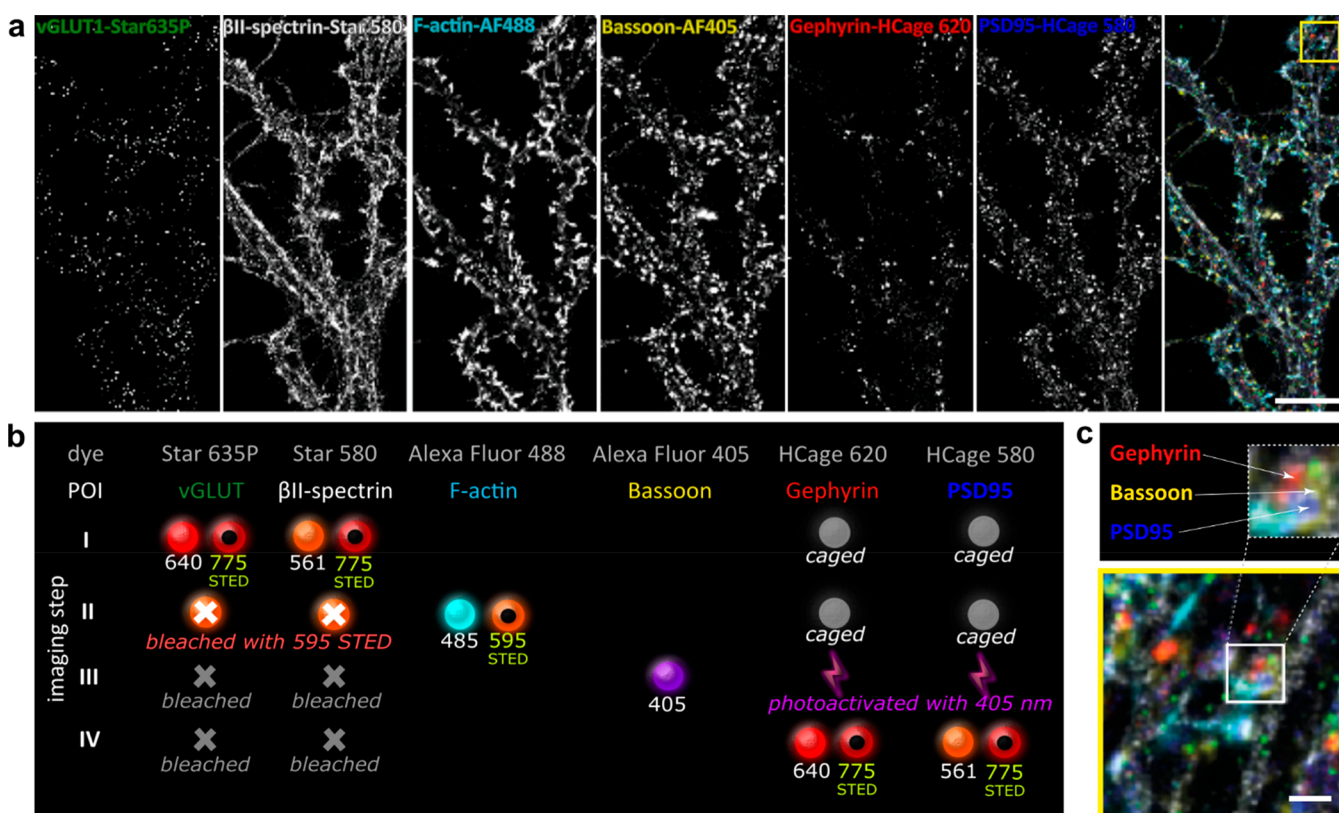 a
vGLUT1-Star635P
βII-spectrin-Star 580
F-actin-AF488
Bassoon-AF405
Gephyrin-HCage 620
PSD95-HCage 580
b
dye Star 635P Star 580 Alexa Fluor 488 Alexa Fluor 405 HCage 620 HCage 580
POI vGLUT βII-spectrin F-actin Bassoon Gephyrin PSD95
imaging step
I
640 775 561 775 caged caged
STED STED
II
bleached with 595 STED 485 595 caged caged
STED
III
bleached bleached 405 photoactivated with 405 nm
IV
bleached bleached 640 775 561 775
STED STED
c
Gephyrin
Bassoon
PSD95